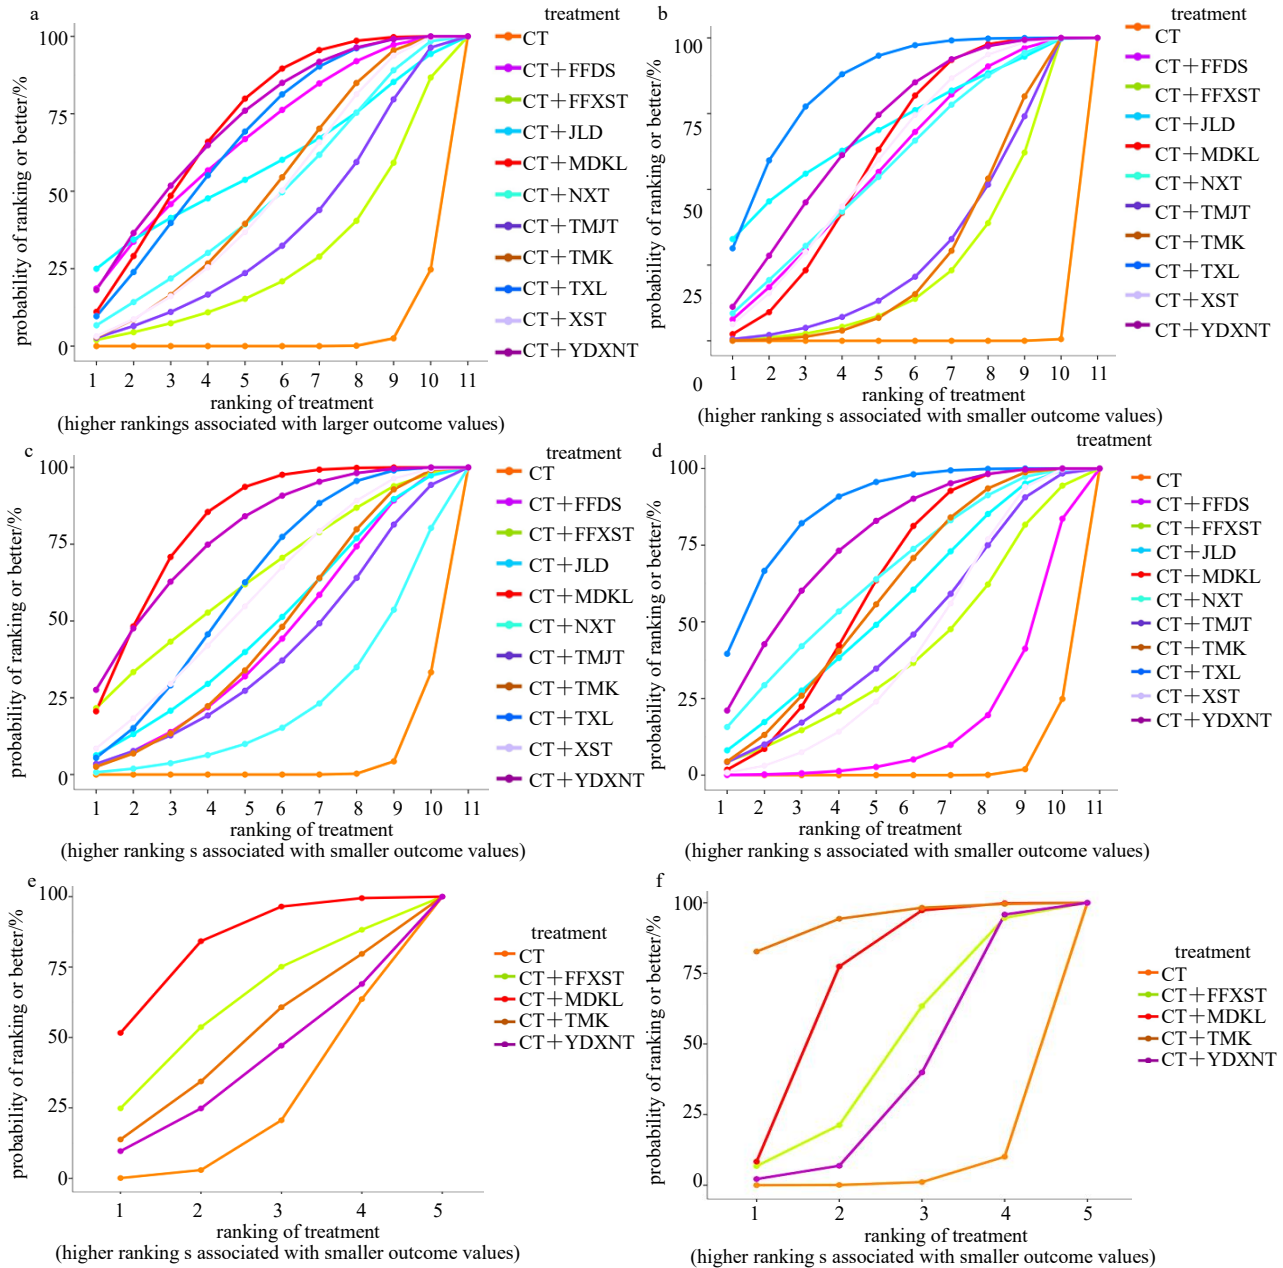 a
treatment
probability of ranking or better/%
100
75
50
25
0
1 2 3 4 5 6 7 8 9 10 11
ranking of treatment
(higher rankings associated with larger outcome values)
CT
CT+FFDS
CT+FFXST
CT+JLD
CT+MDKL
CT+NXT
CT+TMJT
CT+TMK
CT+TXL
CT+XST
CT+YDXNT
b
treatment
probability of ranking or better/%
100
75
50
25
0
1 2 3 4 5 6 7 8 9 10 11
ranking of treatment
(higher ranking s associated with smaller outcome values)
CT
CT+FFDS
CT+FFXST
CT+JLD
CT+MDKL
CT+NXT
CT+TMJT
CT+TMK
CT+TXL
CT+XST
CT+YDXNT
c
treatment
probability of ranking or better/%
100
75
50
25
0
1 2 3 4 5 6 7 8 9 10 11
ranking of treatment
(higher ranking s associated with smaller outcome values)
CT
CT+FFDS
CT+FFXST
CT+JLD
CT+MDKL
CT+NXT
CT+TMJT
CT+TMK
CT+TXL
CT+XST
CT+YDXNT
d
treatment
probability of ranking or better/%
100
75
50
25
0
1 2 3 4 5 6 7 8 9 10 11
ranking of treatment
(higher ranking s associated with smaller outcome values)
CT
CT+FFDS
CT+FFXST
CT+JLD
CT+MDKL
CT+NXT
CT+TMJT
CT+TMK
CT+TXL
CT+XST
CT+YDXNT
e
treatment
probability of ranking or better/%
100
75
50
25
0
1 2 3 4 5
ranking of treatment
(higher ranking s associated with smaller outcome values)
CT
CT+FFXST
CT+MDKL
CT+TMK
CT+YDXNT
f
treatment
probability of ranking or better/%
100
75
50
25
0
1 2 3 4 5
ranking of treatment
(higher ranking s associated with smaller outcome values)
CT
CT+FFXST
CT+MDKL
CT+TMK
CT+YDXNT